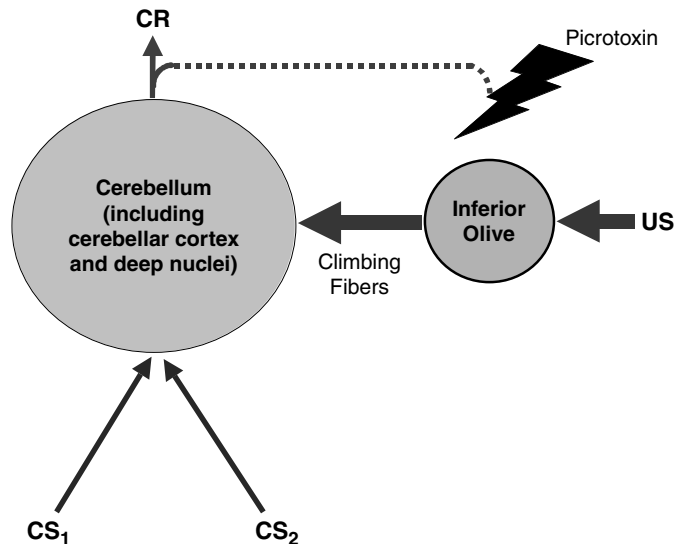 CR
Picrotoxin
Cerebellum
(including
cerebellar cortex
and deep nuclei)
Inferior
Olive
US
Climbing
Fibers
CS₁
CS₂